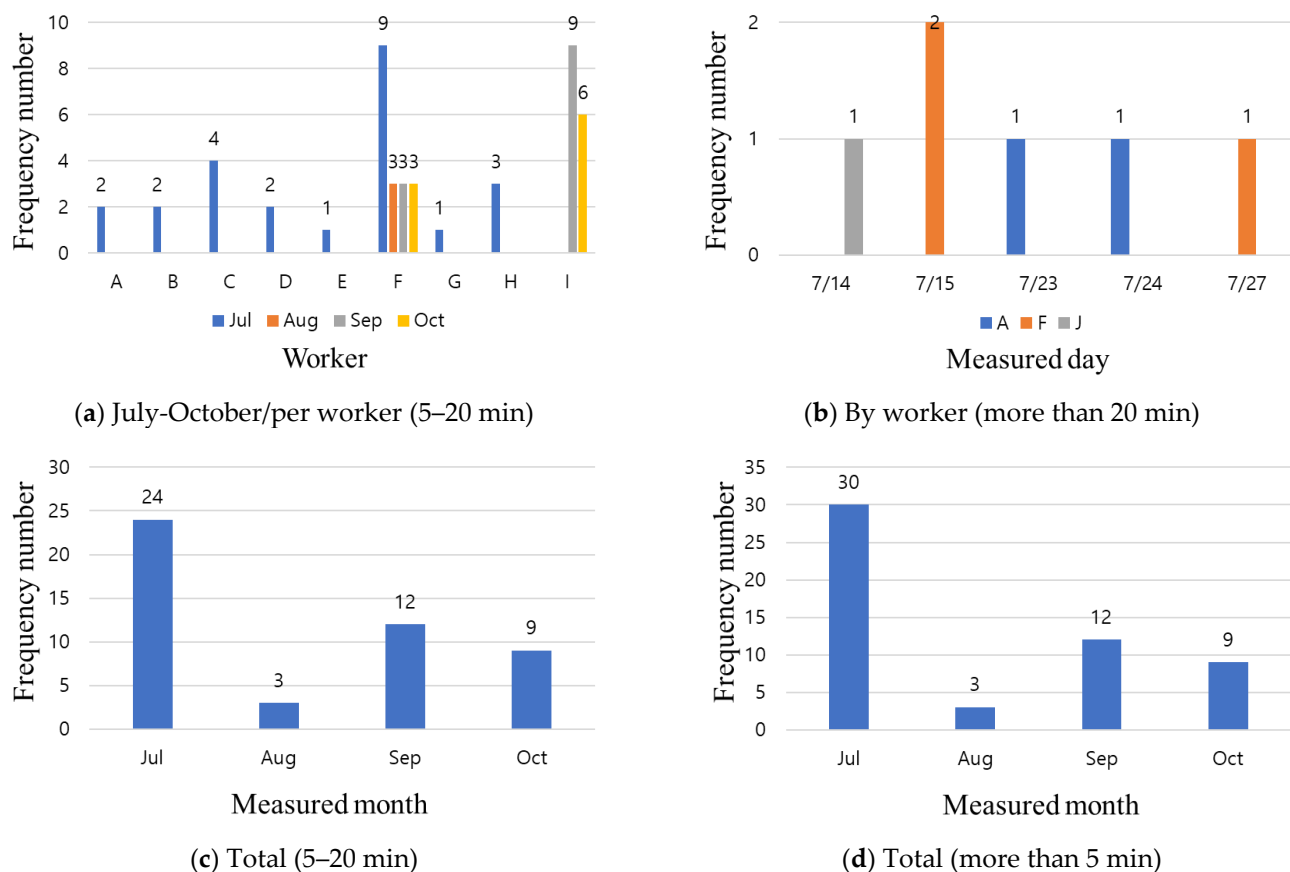 10
8
6
4
2
0
Frequency number
2
2
4
2
1
9
3
3
3
1
3
9
6
A B C D E F G H I
Jul Aug Sep Oct
Worker
(a) July-October/per worker (5–20 min)
2
1
0
Frequency number
1
2
1
1
1
7/14 7/15 7/23 7/24 7/27
A F J
Measured day
(b) By worker (more than 20 min)
30
25
20
15
10
5
0
Frequency number
24
3
12
9
Jul Aug Sep Oct
Measured month
(c) Total (5–20 min)
35
30
25
20
15
10
5
0
Frequency number
30
3
12
9
Jul Aug Sep Oct
Measured month
(d) Total (more than 5 min)